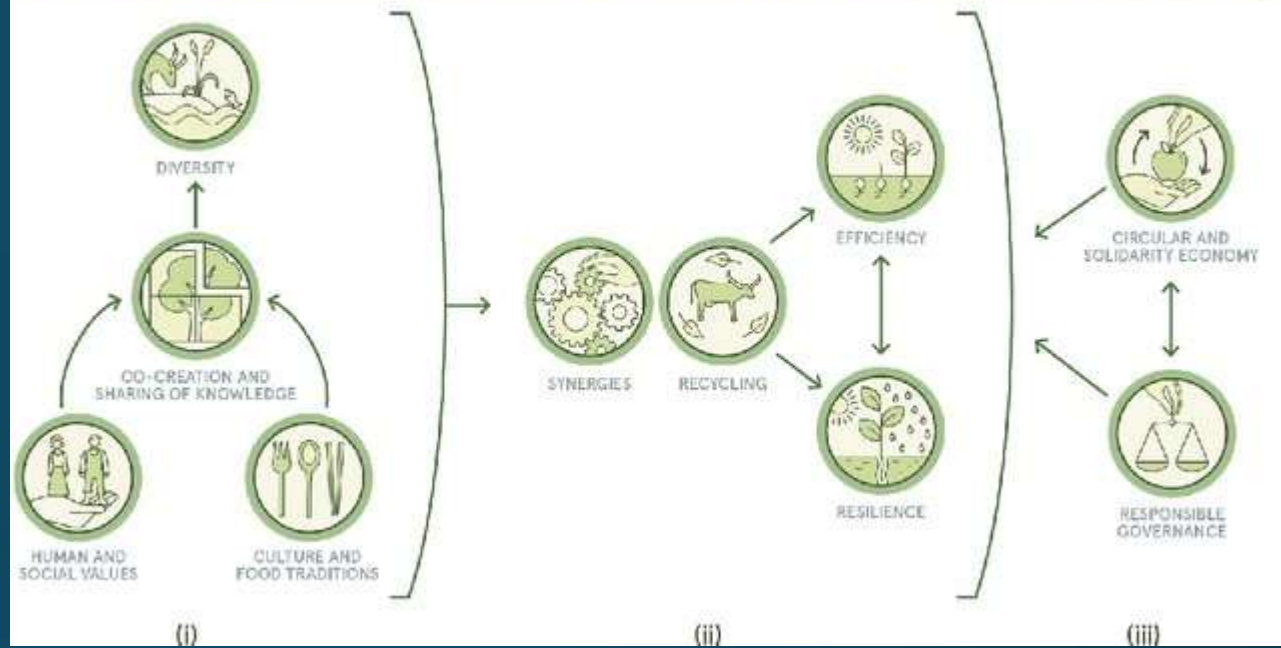 DIVERSITY
CO-CREATION AND
SHARING OF KNOWLEDGE
HUMAN AND
SOCIAL VALUES
CULTURE AND
FOOD TRADITIONS
(i)
SYNERGIES
RECYCLING
EFFICIENCY
RESILIENCE
(ii)
CIRCULAR AND
SOLIDARITY ECONOMY
RESPONSIBLE
GOVERNANCE
(iii)